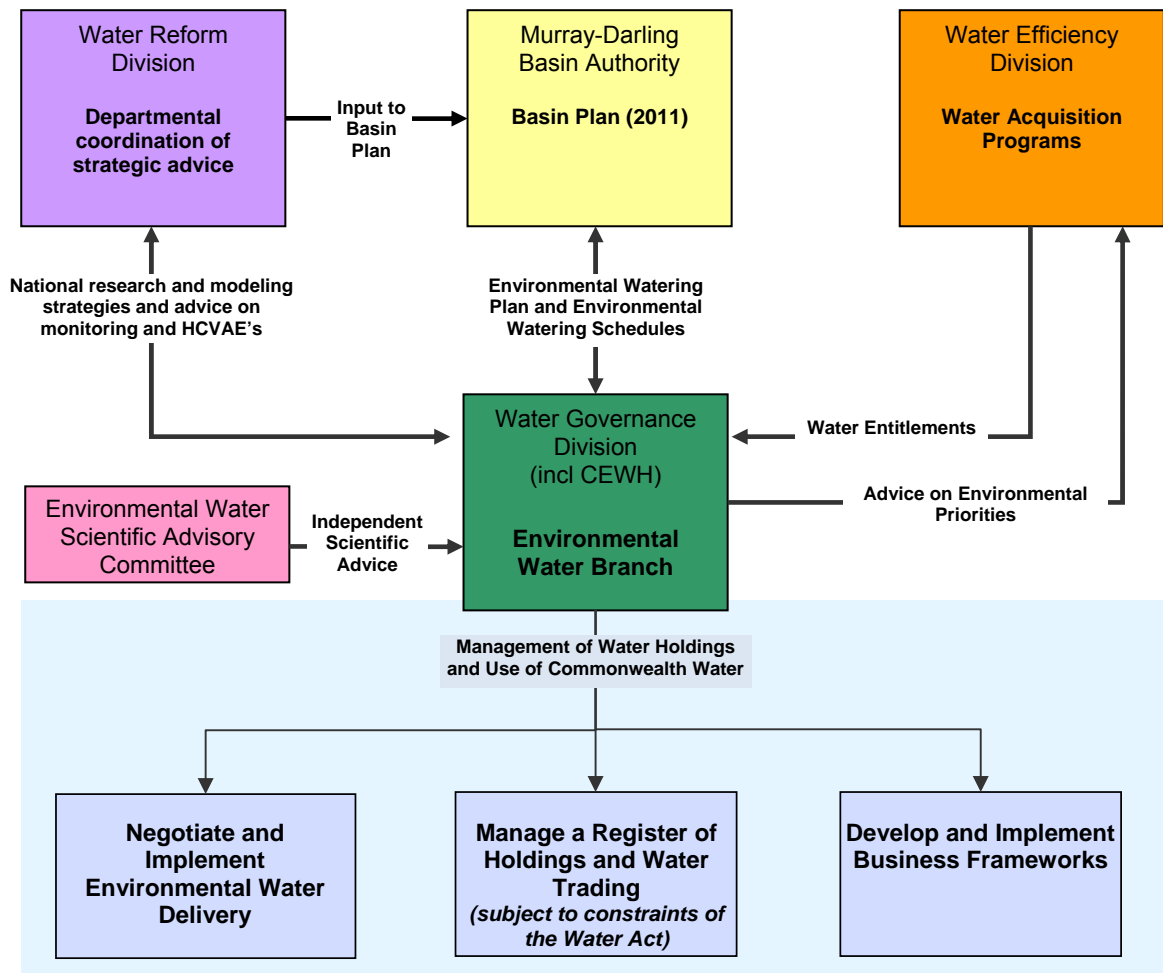 Water Reform
Division
Departmental
coordination of
strategic advice
Input to
Basin
Plan
Murray-Darling
Basin Authority
Basin Plan (2011)
Water Efficiency
Division
Water Acquisition
Programs
National research and modeling
strategies and advice on
monitoring and HCVAE's
Environmental Watering
Plan and Environmental
Watering Schedules
Water Governance
Division
(incl CEWH)
Environmental
Water Branch
Water Entitlements
Advice on Environmental
Priorities
Environmental Water
Scientific Advisory
Committee
Independent
Scientific
Advice
Management of Water Holdings
and Use of Commonwealth Water
Negotiate and
Implement
Environmental Water
Delivery
Manage a Register of
Holdings and Water
Trading
(subject to constraints of
the Water Act)
Develop and Implement
Business Frameworks